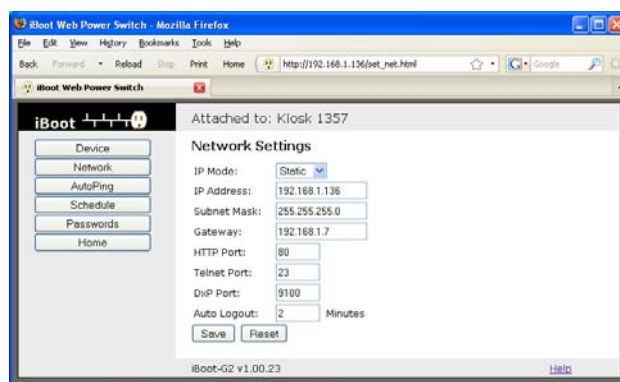 iBoot Web Power Switch - Mozilla Firefox
File Edit View History Bookmarks Tools Help
Back Forward Reload Stop Print Home http://192.168.1.136/set_net.html Google
iBoot Web Power Switch
iBoot
Attached to: Kiosk 1357
Device
Network
AutoPing
Schedule
Passwords
Home
Network Settings
IP Mode: Static
IP Address: 192.168.1.136
Subnet Mask: 255.255.255.0
Gateway: 192.168.1.7
HTTP Port: 80
Telnet Port: 23
DxP Port: 9100
Auto Logout: 2 Minutes
Save Reset
iBoot-G2 v1.00.23 Help